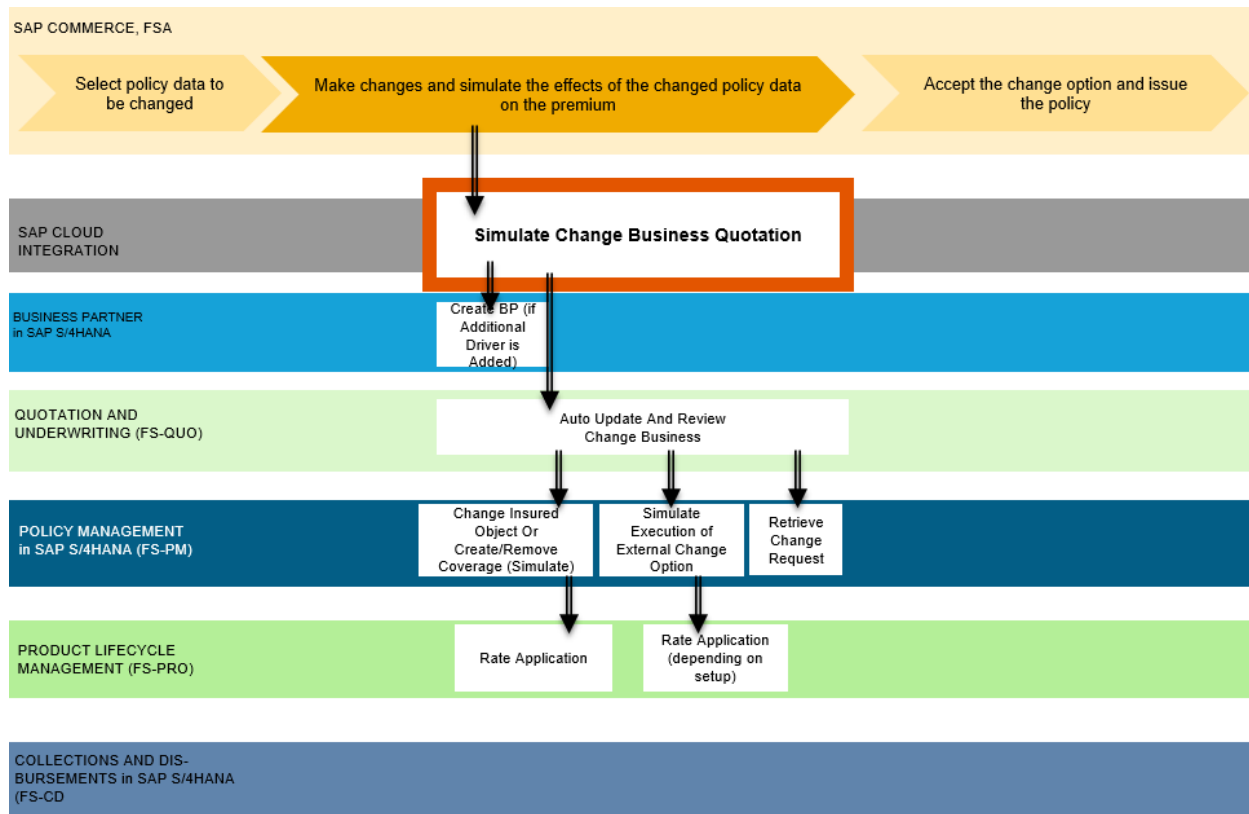 SAP COMMERCE, FSA
Select policy data to
be changed
Make changes and simulate the effects of the changed policy data
on the premium
Accept the change option and issue
the policy
SAP CLOUD
INTEGRATION
Simulate Change Business Quotation
BUSINESS PARTNER
in SAP S/4HANA
Create BP (if
Additional
Driver is
Added)
QUOTATION AND
UNDERWRITING (FS-QUO)
Auto Update And Review
Change Business
POLICY MANAGEMENT
in SAP S/4HANA (FS-PM)
Change Insured
Object Or
Create/Remove
Coverage (Simulate)
Simulate
Execution of
External Change
Option
Retrieve
Change
Request
PRODUCT LIFECYCLE
MANAGEMENT (FS-PRO)
Rate Application
Rate Application
(depending on
setup)
COLLECTIONS AND DIS-
BURSEMENTS in SAP S/4HANA
(FS-CD